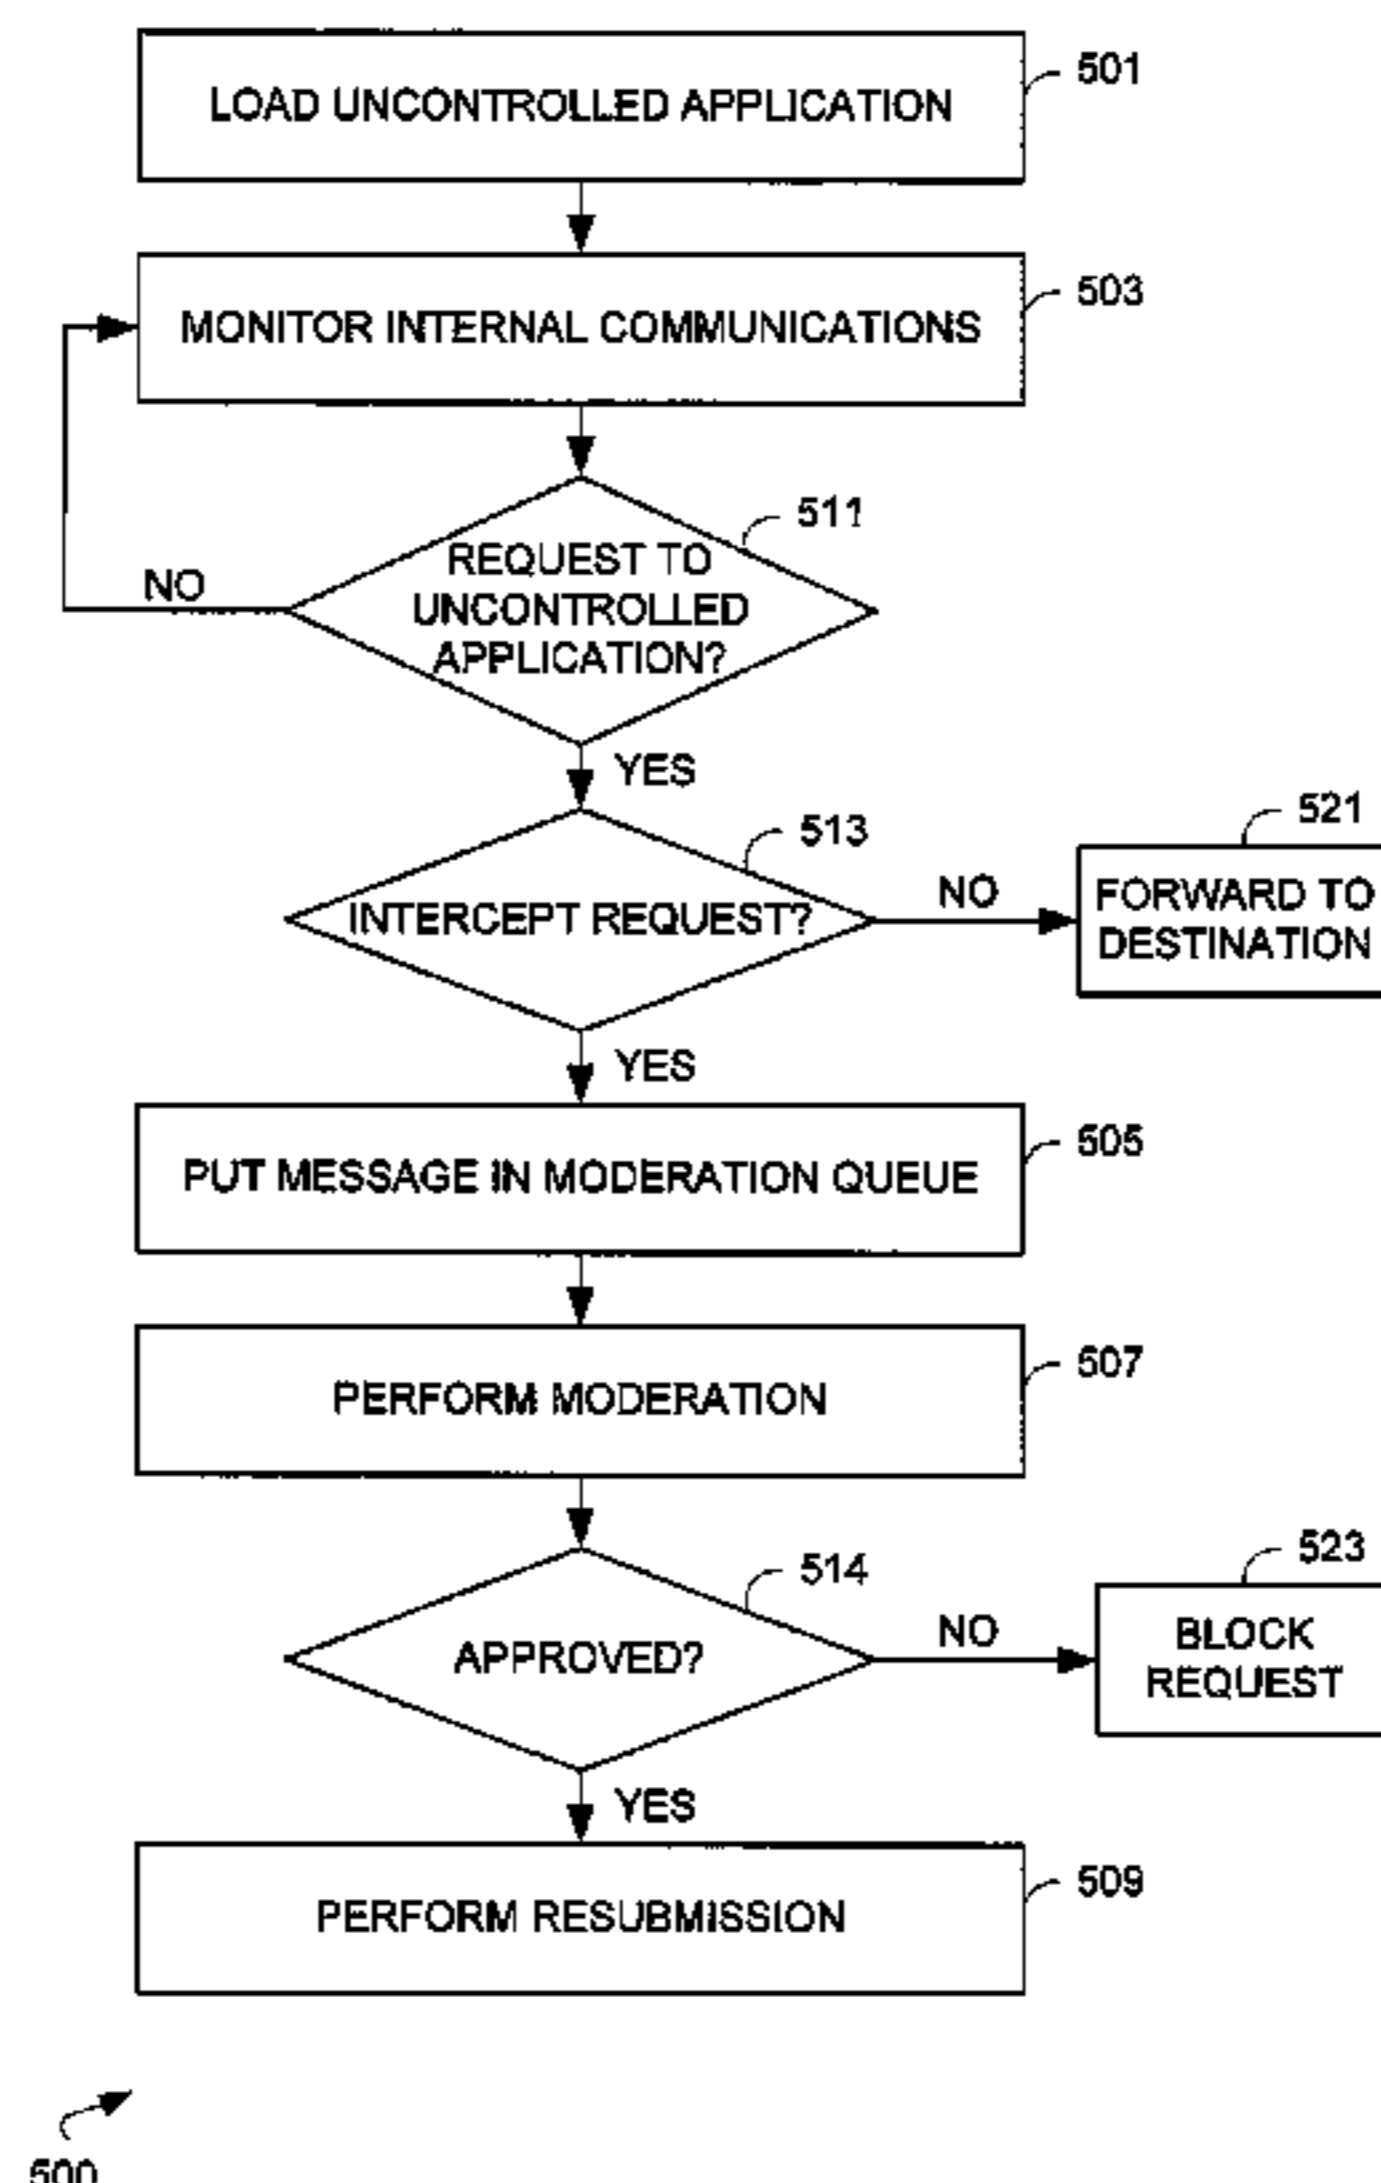 LOAD UNCONTROLLED APPLICATION
501
MONITOR INTERNAL COMMUNICATIONS
503
511
REQUEST TO
UNCONTROLLED
APPLICATION?
NO
YES
513
INTERCEPT REQUEST?
NO
521
FORWARD TO
DESTINATION
YES
505
PUT MESSAGE IN MODERATION QUEUE
507
PERFORM MODERATION
514
APPROVED?
NO
523
BLOCK
REQUEST
YES
509
PERFORM RESUBMISSION
500